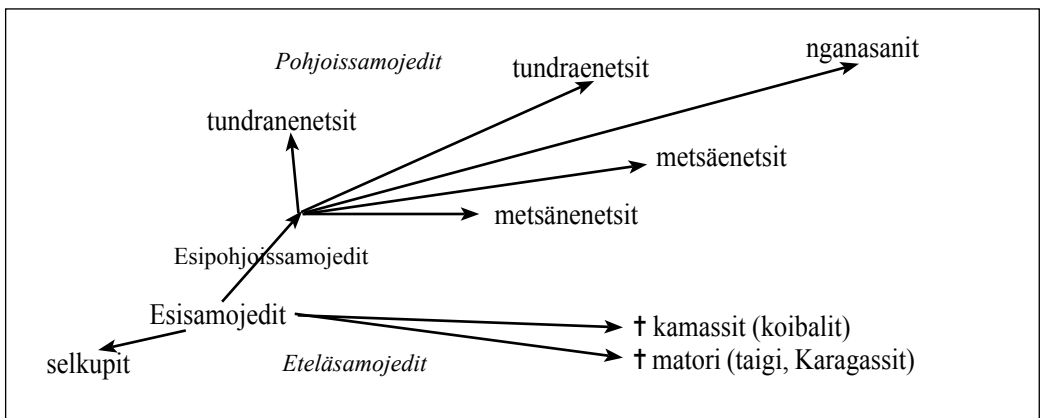 nganasanit
Pohjoissamojedit
tundraenetsit
tundranenetsit
metsäenetsit
metsänenetsit
Esipohjoissamojedit
Esisamojedit
✝ kamassit (koibalit)
✝ matori (taigi, Karagassit)
selkupit
Eteläsamojedit